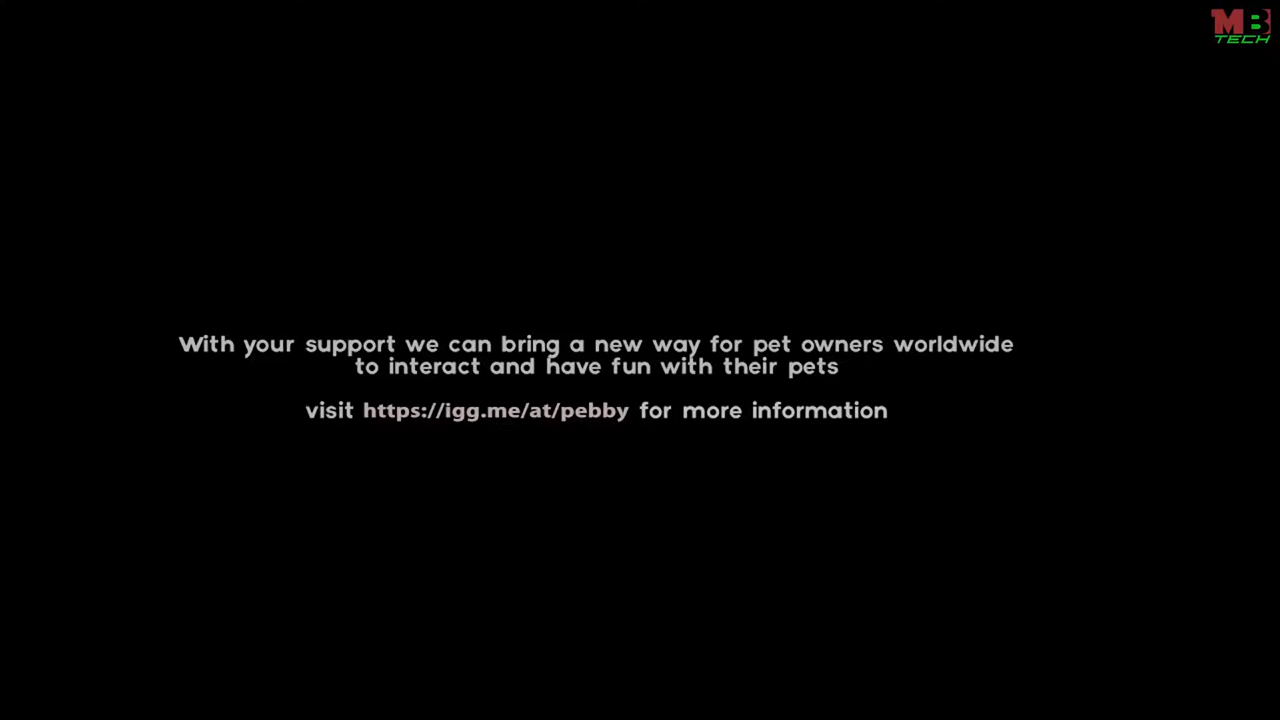 MB
TECH
With your support we can bring a new way for pet owners worldwide
to interact and have fun with their pets
visit https://igg.me/at/pebby for more information